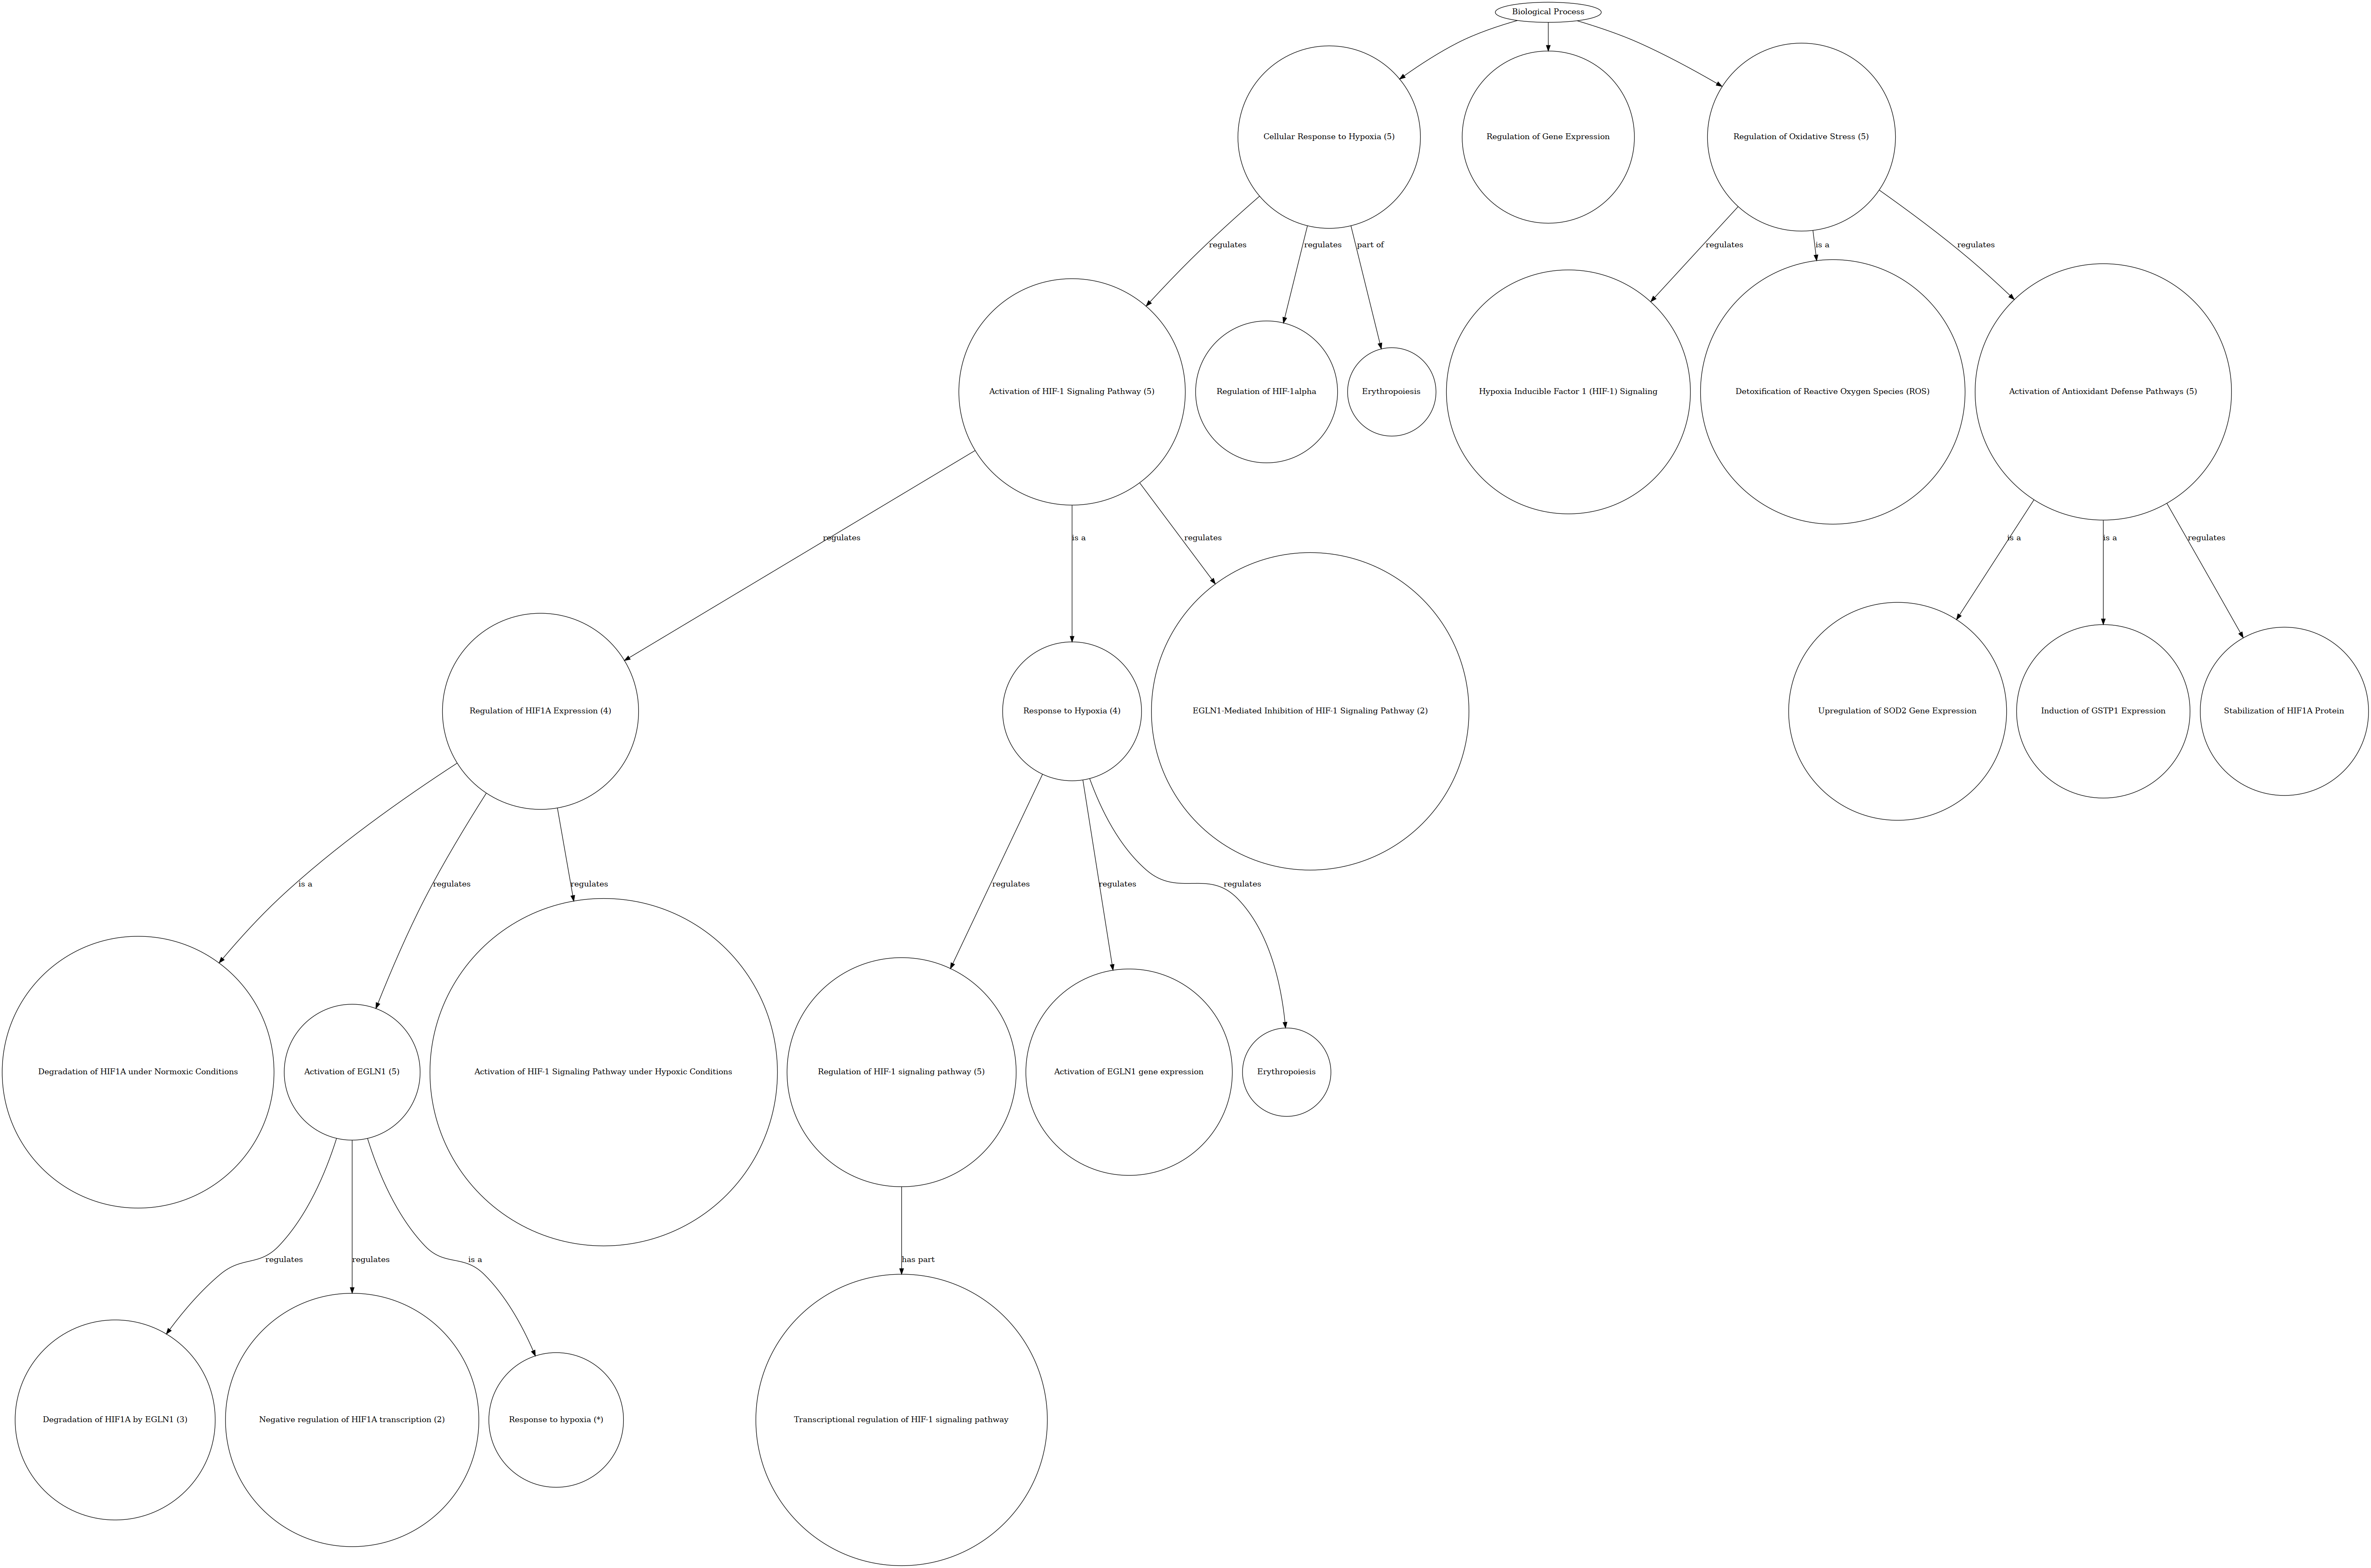 Biological Process
Cellular Response to Hypoxia (5)
Regulation of Gene Expression
Regulation of Oxidative Stress (5)
regulates
regulates
part of
regulates
is a
regulates
Activation of HIF-1 Signaling Pathway (5)
Regulation of HIF-1alpha
Erythropoiesis
Hypoxia Inducible Factor 1 (HIF-1) Signaling
Detoxification of Reactive Oxygen Species (ROS)
Activation of Antioxidant Defense Pathways (5)
regulates
is a
regulates
is a
is a
regulates
Regulation of HIF1A Expression (4)
Response to Hypoxia (4)
EGLN1-Mediated Inhibition of HIF-1 Signaling Pathway (2)
Upregulation of SOD2 Gene Expression
Induction of GSTP1 Expression
Stabilization of HIF1A Protein
is a
regulates
regulates
regulates
regulates
regulates
Degradation of HIF1A under Normoxic Conditions
Activation of EGLN1 (5)
Activation of HIF-1 Signaling Pathway under Hypoxic Conditions
Regulation of HIF-1 signaling pathway (5)
Activation of EGLN1 gene expression
Erythropoiesis
regulates
regulates
is a
has part
Degradation of HIF1A by EGLN1 (3)
Negative regulation of HIF1A transcription (2)
Response to hypoxia (*)
Transcriptional regulation of HIF-1 signaling pathway